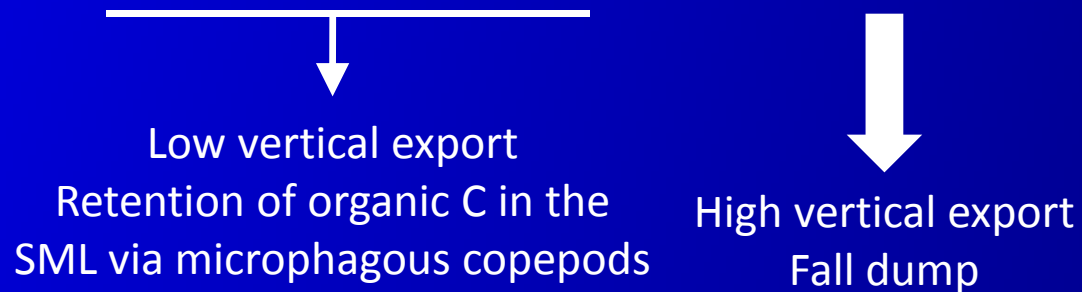 Low vertical export
Retention of organic C in the
SML via microphagous copepods
High vertical export
Fall dump